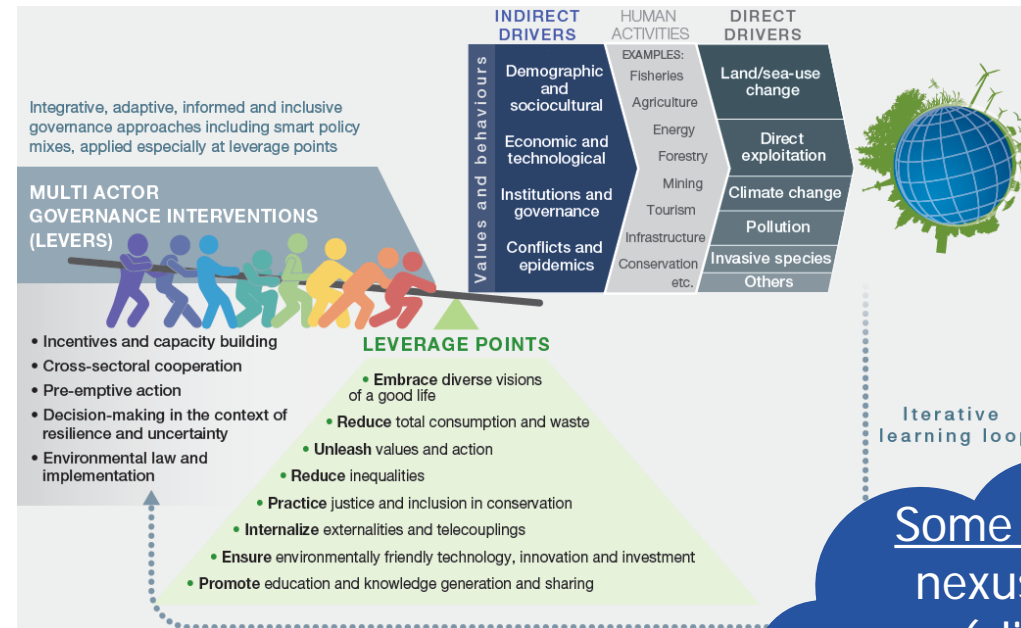 Integrative, adaptive, informed and inclusive
governance approaches including smart policy
mixes, applied especially at leverage points
MULTI ACTOR
GOVERNANCE INTERVENTIONS
(LEVERS)
• Incentives and capacity building
• Cross-sectoral cooperation
• Pre-emptive action
• Decision-making in the context of
resilience and uncertainty
• Environmental law and
implementation
LEVERAGE POINTS
• Embrace diverse visions
of a good life
• Reduce total consumption and waste
• Unleash values and action
• Reduce inequalities
• Practice justice and inclusion in conservation
• Internalize externalities and telecouplings
• Ensure environmentally friendly technology, innovation and investment
• Promote education and knowledge generation and sharing
Values and behaviours
INDIRECT
DRIVERS
Demographic
and
sociocultural
Economic and
technological
Institutions and
governance
Conflicts and
epidemics
HUMAN
ACTIVITIES
EXAMPLES:
Fisheries
Agriculture
Energy
Forestry
Mining
Tourism
Infrastructure
Conservation
etc.
DIRECT
DRIVERS
Land/sea-use
change
Direct
exploitation
Climate change
Pollution
Invasive species
Others
Iterative
learning loop
Some
nexus